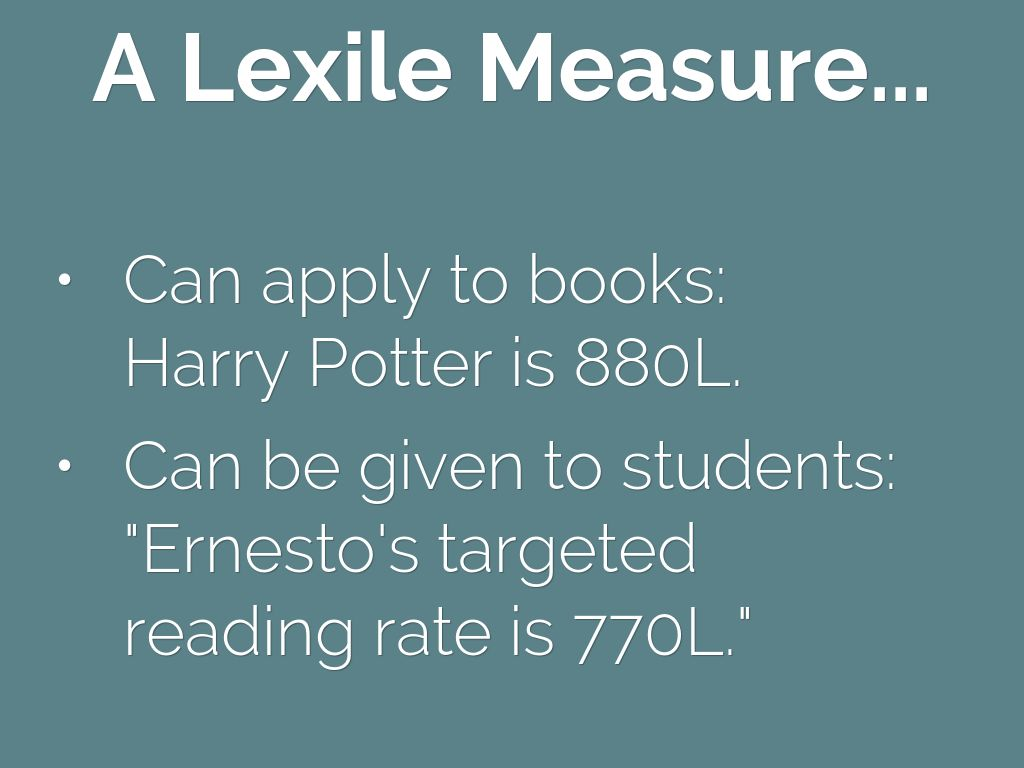 A Lexile Measure...
• Can apply to books:
Harry Potter is 880L.
• Can be given to students:
"Ernesto's targeted
reading rate is 770L."